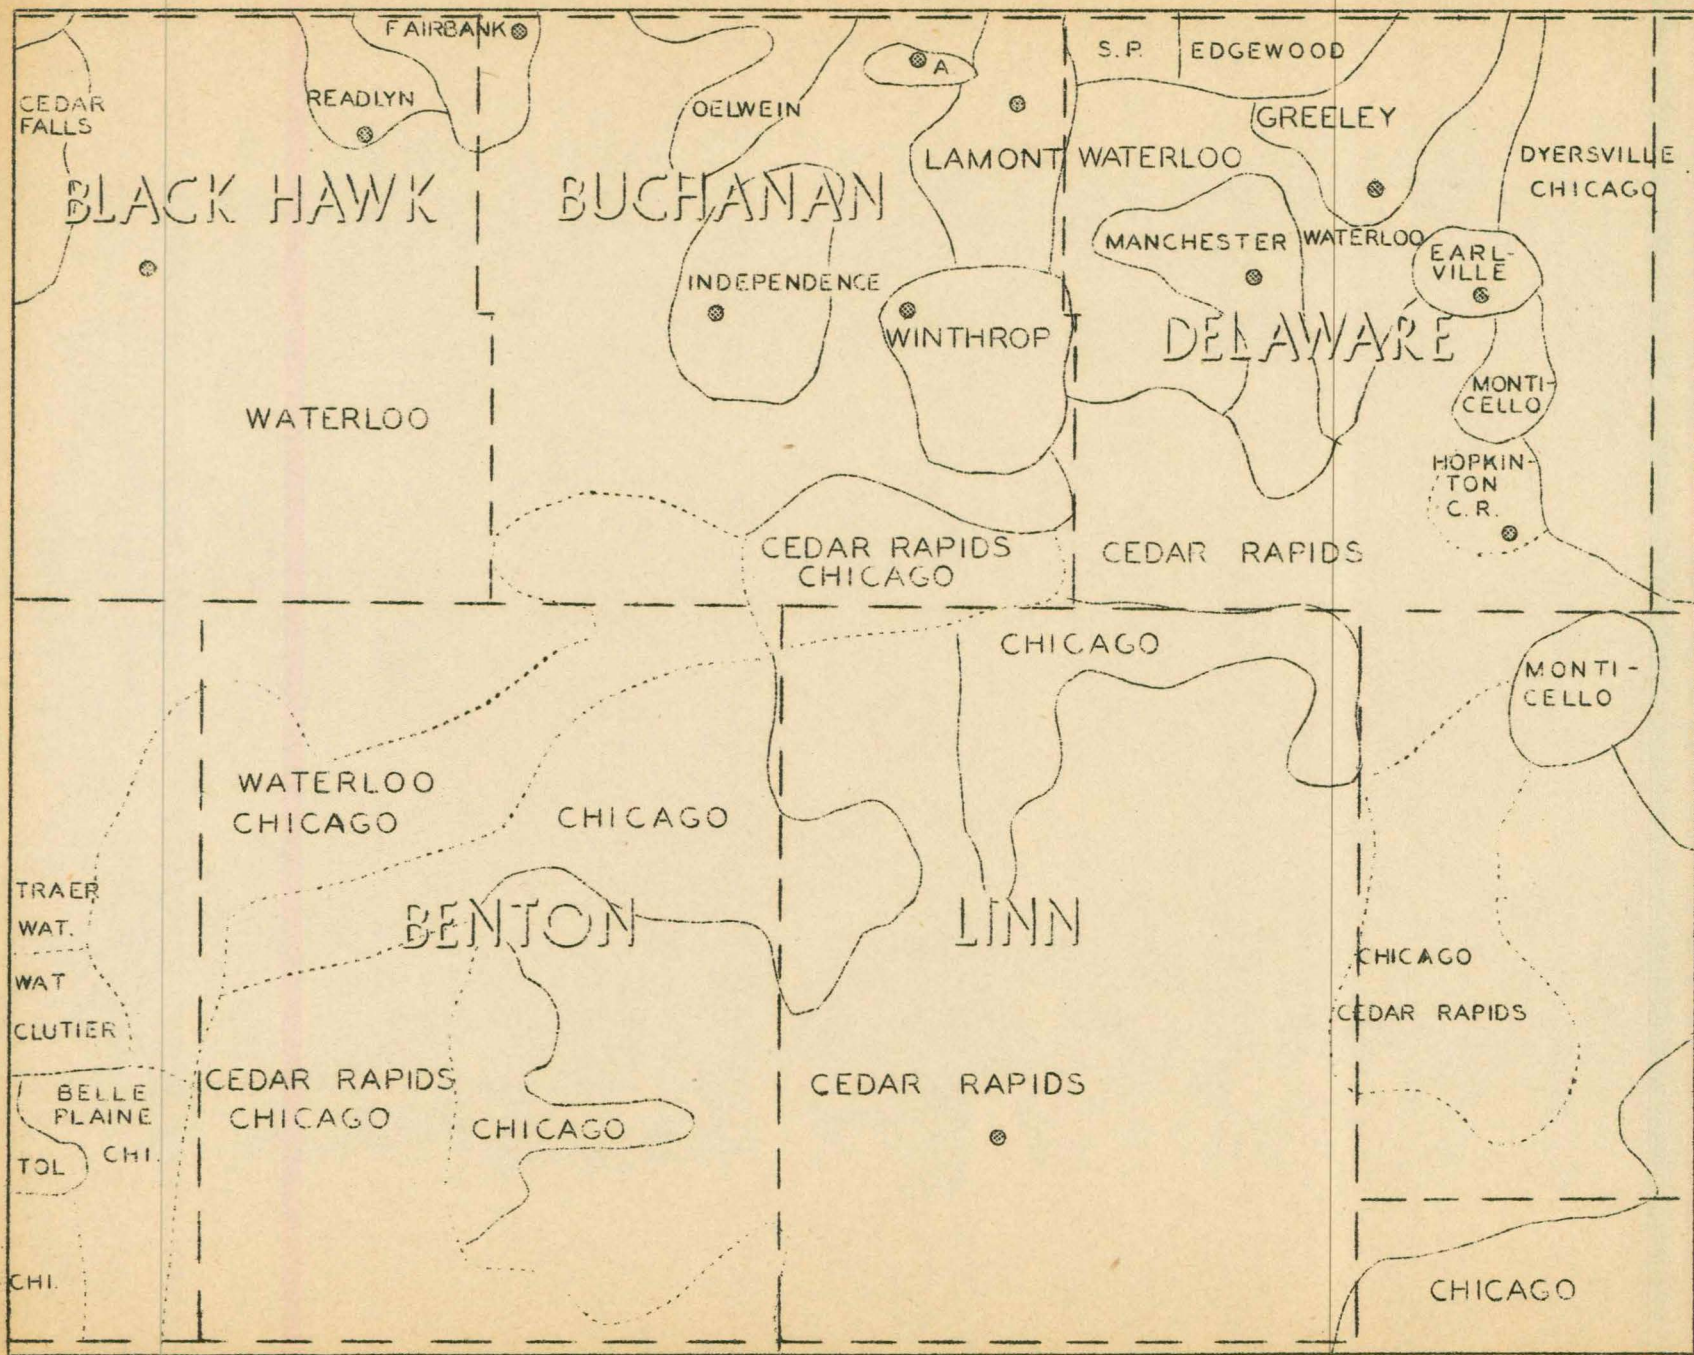 FAIRBANK
S.P.
EDGEWOOD
A
CEDAR
FALLS
READLYN
OELWEIN
GREELEY
LAMONT
WATERLOO
DYERSVILLE
CHICAGO
BLACK HAWK
BUCHANAN
MANCHESTER
WATERLOO
EARL-
VILLE
INDEPENDENCE
WINTHROP
DELAWARE
MONTI-
CELLO
WATERLOO
HOPKIN-
TON
C.R.
CEDAR RAPIDS
CHICAGO
CEDAR RAPIDS
CHICAGO
MONTI-
CELLO
WATERLOO
CHICAGO
CHICAGO
TRAER
WAT.
BENTON
LINN
WAT
CLUTIER
CHICAGO
CEDAR RAPIDS
BELLE
PLAINE
CEDAR RAPIDS
CHICAGO
CHICAGO
CEDAR RAPIDS
TOL
CHI.
CHI.
CHICAGO